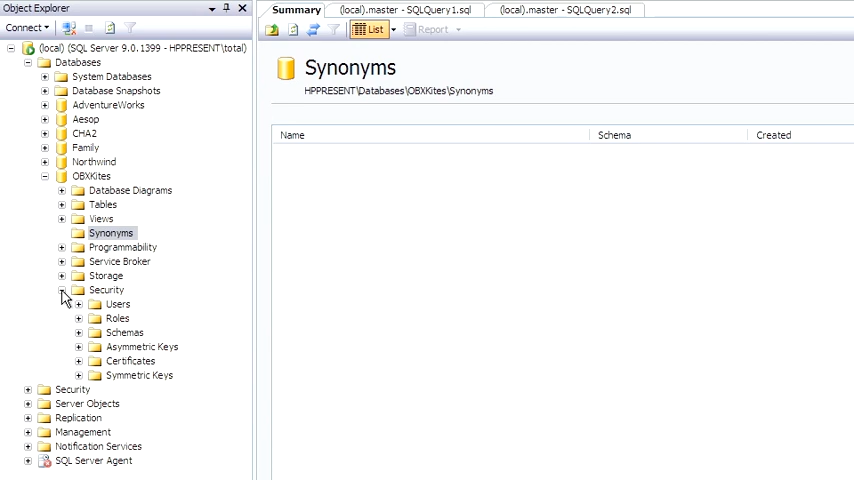 Object Explorer
Connect
(local) (SQL Server 9.0.1399 - HPPRESENT\total)
Databases
System Databases
Database Snapshots
AdventureWorks
Aesop
CHA2
Family
Northwind
OBXKites
Database Diagrams
Tables
Views
Synonyms
Programmability
Service Broker
Storage
Security
Users
Roles
Schemas
Asymmetric Keys
Certificates
Symmetric Keys
Security
Server Objects
Replication
Management
Notification Services
SQL Server Agent
Summary (local).master - SQLQuery1.sql (local).master - SQLQuery2.sql
List Report
Synonyms
HPPRESENT\Databases\OBXKites\Synonyms
Name Schema Created